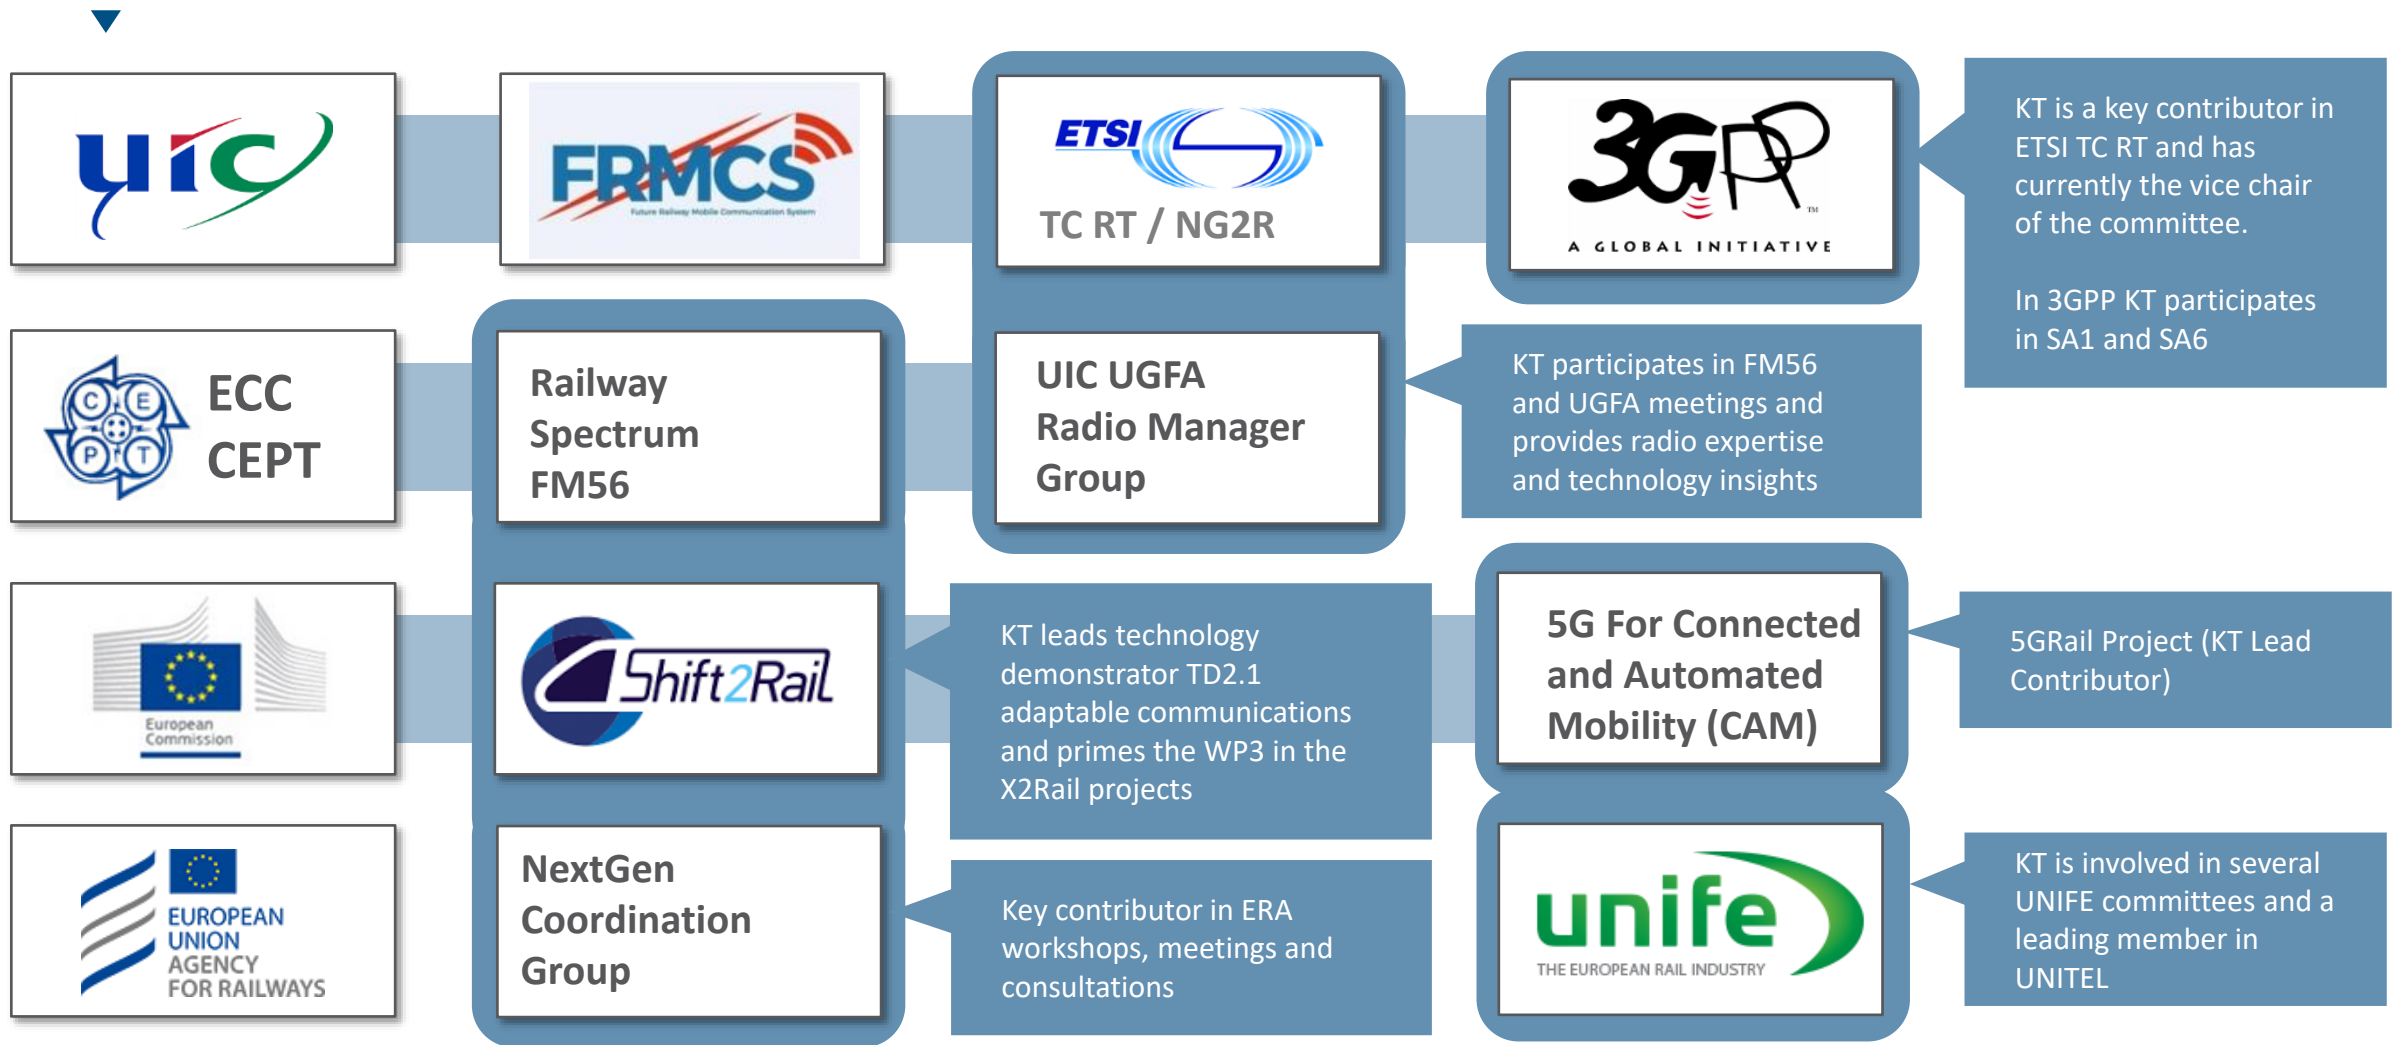 uic
FRMCS
Future Railway Mobile Communication System
ETSI
TC RT / NG2R
3GPP
TM
A GLOBAL INITIATIVE
KT is a key contributor in
ETSI TC RT and has
currently the vice chair
of the committee.
In 3GPP KT participates
in SA1 and SA6
C E
P T
ECC
CEPT
Railway
Spectrum
FM56
UIC UGFA
Radio Manager
Group
KT participates in FM56
and UGFA meetings and
provides radio expertise
and technology insights
European
Commission
Shift2Rail
KT leads technology
demonstrator TD2.1
adaptable communications
and primes the WP3 in the
X2Rail projects
5G For Connected
and Automated
Mobility (CAM)
5GRail Project (KT Lead
Contributor)
EUROPEAN
UNION
AGENCY
FOR RAILWAYS
NextGen
Coordination
Group
Key contributor in ERA
workshops, meetings and
consultations
unife
THE EUROPEAN RAIL INDUSTRY
KT is involved in several
UNIFE committees and a
leading member in
UNITEL